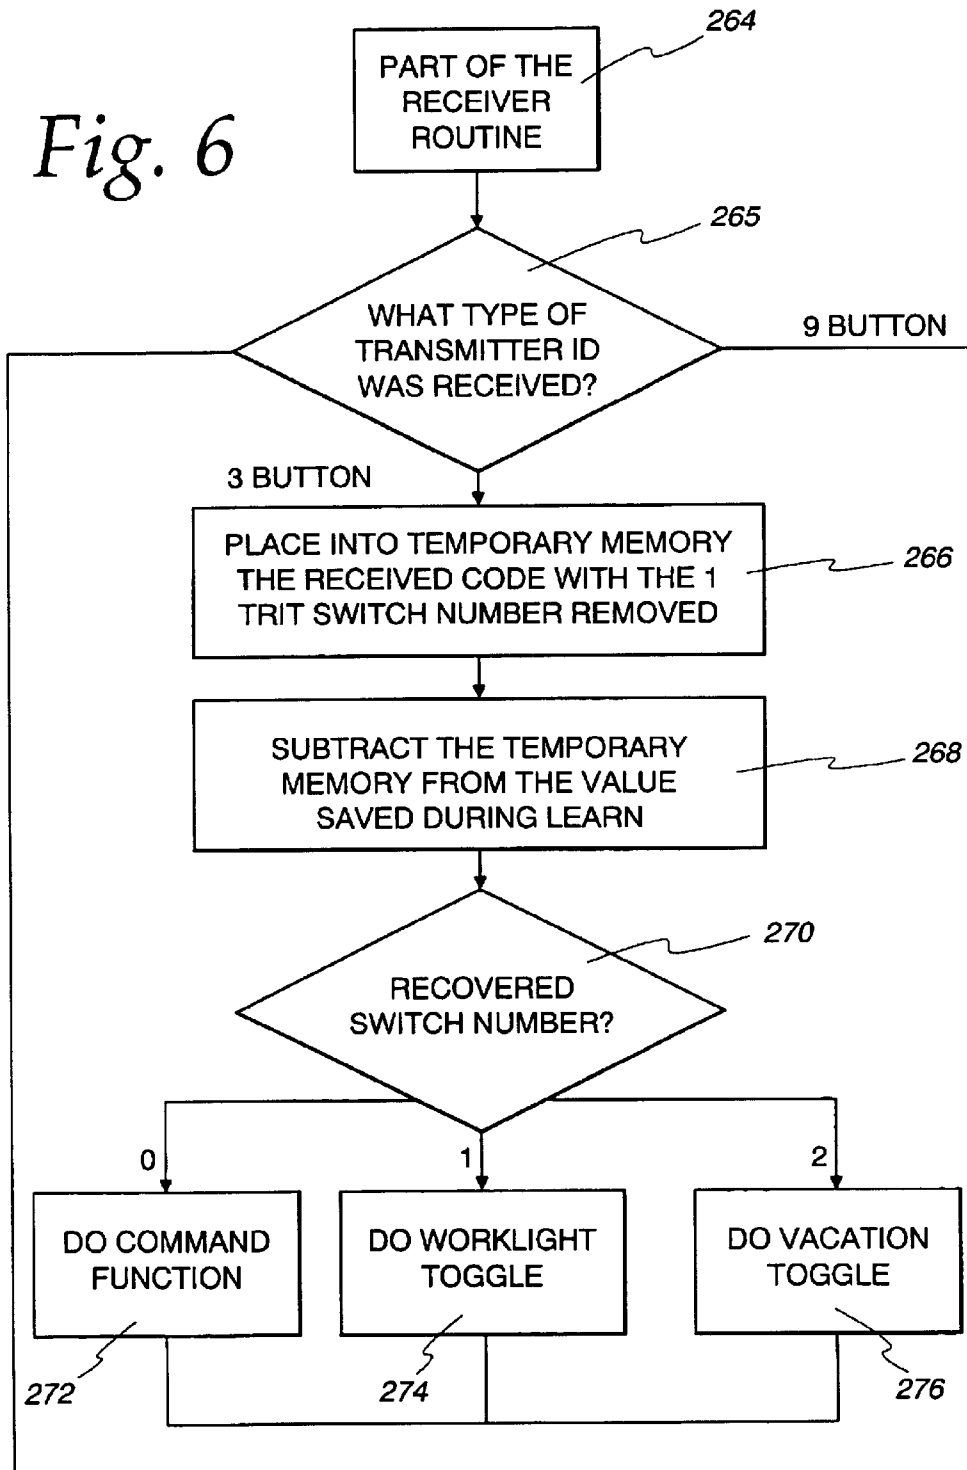 264
PART OF THE
RECEIVER
ROUTINE
Fig. 6
265
WHAT TYPE OF
TRANSMITTER ID
WAS RECEIVED?
9 BUTTON
3 BUTTON
PLACE INTO TEMPORARY MEMORY
THE RECEIVED CODE WITH THE 1
TRIT SWITCH NUMBER REMOVED
266
SUBTRACT THE TEMPORARY
MEMORY FROM THE VALUE
SAVED DURING LEARN
268
270
RECOVERED
SWITCH NUMBER?
0
1
2
DO COMMAND
FUNCTION
DO WORKLIGHT
TOGGLE
DO VACATION
TOGGLE
272
274
276